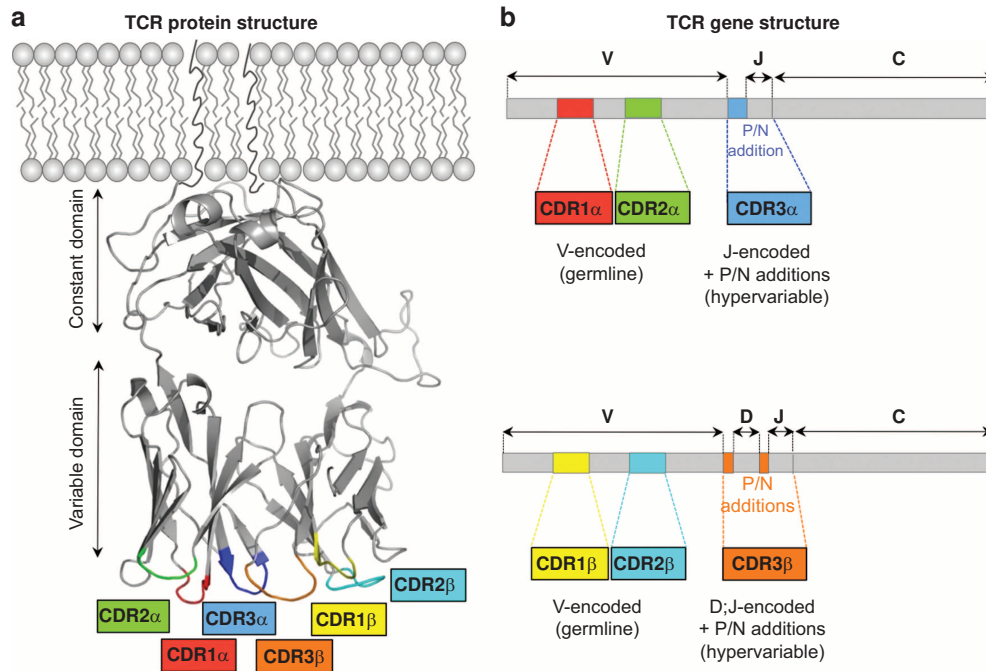 a
TCR protein structure
Constant domain
Variable domain
CDR2α
CDR1α
CDR3α
CDR3β
CDR1β
CDR2β
b
TCR gene structure
V
J
C
P/N
addition
CDR1α
CDR2α
CDR3α
V-encoded
(germline)
J-encoded
+ P/N additions
(hypervariable)
V
D
J
C
P/N
additions
CDR1β
CDR2β
CDR3β
V-encoded
(germline)
D;J-encoded
+ P/N additions
(hypervariable)